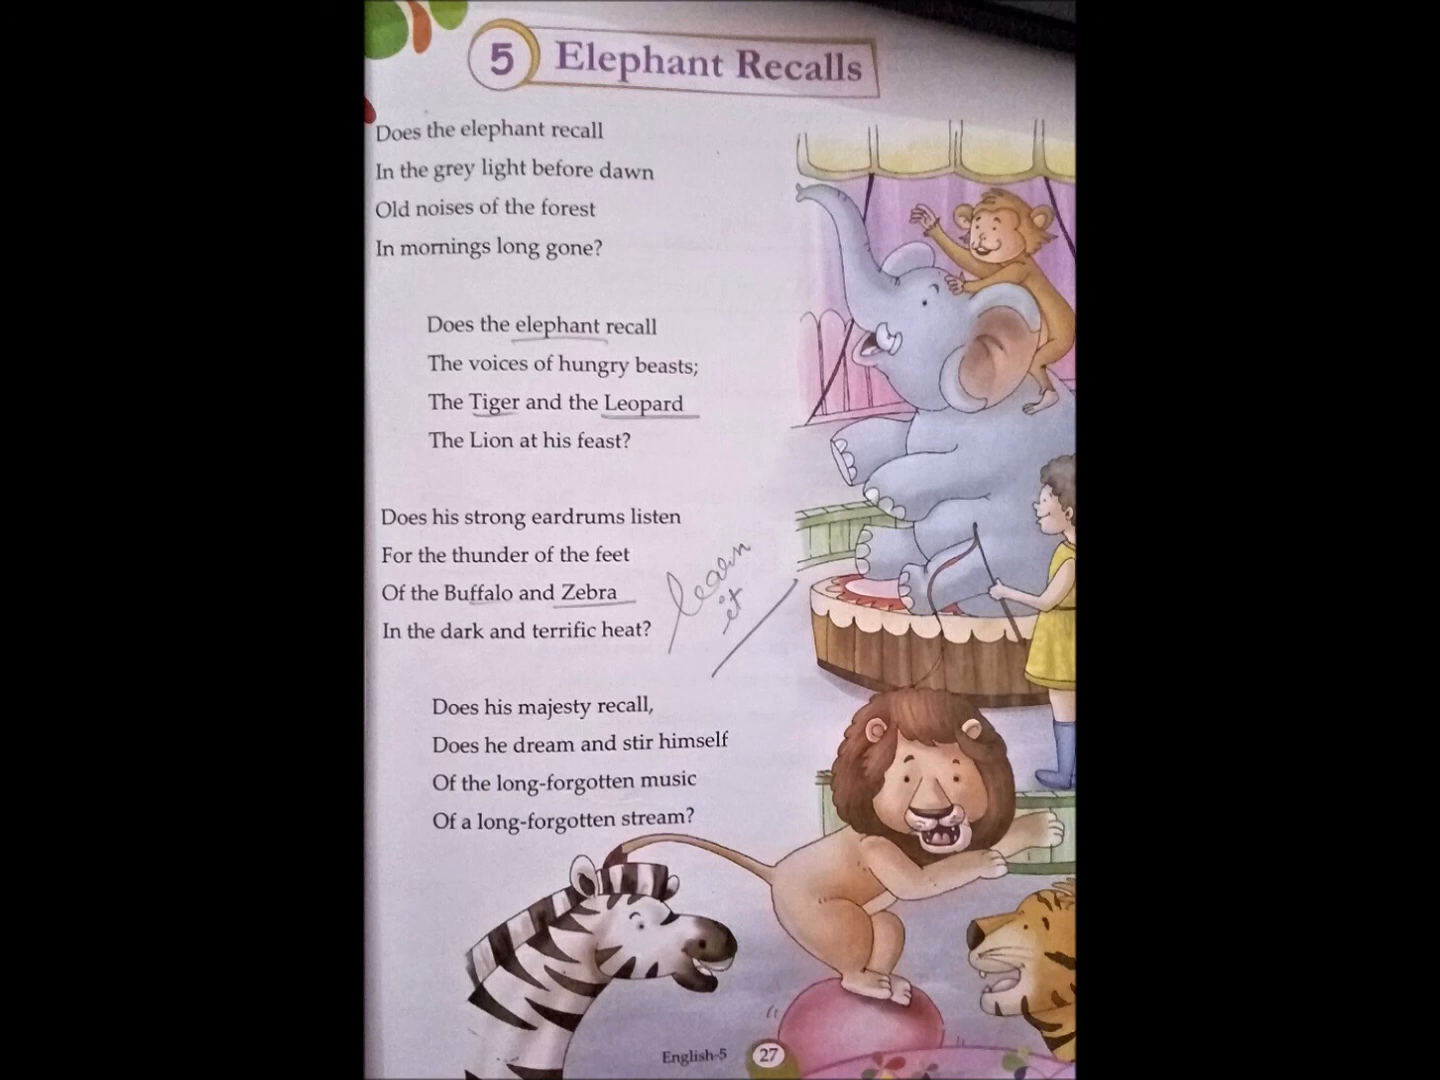 5 Elephant Recalls
Does the elephant recall
In the grey light before dawn
Old noises of the forest
In mornings long gone?
Does the elephant recall
The voices of hungry beasts;
The Tiger and the Leopard
The Lion at his feast?
Does his strong eardrums listen
For the thunder of the feet
Of the Buffalo and Zebra
In the dark and terrific heat?
learn
it
Does his majesty recall,
Does he dream and stir himself
Of the long-forgotten music
Of a long-forgotten stream?
English-5 27